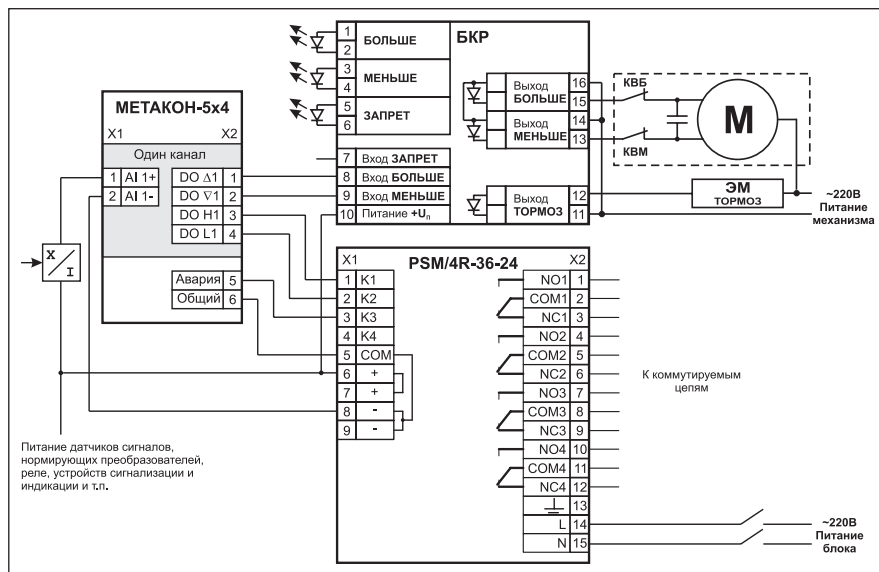 МЕТАКОН-5х4
X1 X2
Один канал
1 AI 1+
2 AI 1-
DO Δ1 1
DO ∇1 2
DO H1 3
DO L1 4
Авария 5
Общий 6
X
I
Питание датчиков сигналов,
нормирующих преобразователей,
реле, устройств сигнализации и
индикации и т.п.
БКР
1
2
БОЛЬШЕ
3
4
МЕНЬШЕ
5
6
ЗАПРЕТ
7 Вход ЗАПРЕТ
8 Вход БОЛЬШЕ
9 Вход МЕНЬШЕ
10 Питание +Uп
Выход
БОЛЬШЕ
16
15
Выход
МЕНЬШЕ
14
13
Выход
ТОРМОЗ
12
11
КВБ
КВМ
М
ЭМ
ТОРМОЗ
~220В
Питание
механизма
PSM/4R-36-24
X1 X2
1 K1
2 K2
3 K3
4 K4
5 COM
6 +
7 +
8 -
9 -
NO1 1
COM1 2
NC1 3
NO2 4
COM2 5
NC2 6
NO3 7
COM3 8
NC3 9
NO4 10
COM4 11
NC4 12
13
L 14
N 15
К коммутируемым
цепям
~220В
Питание
блока